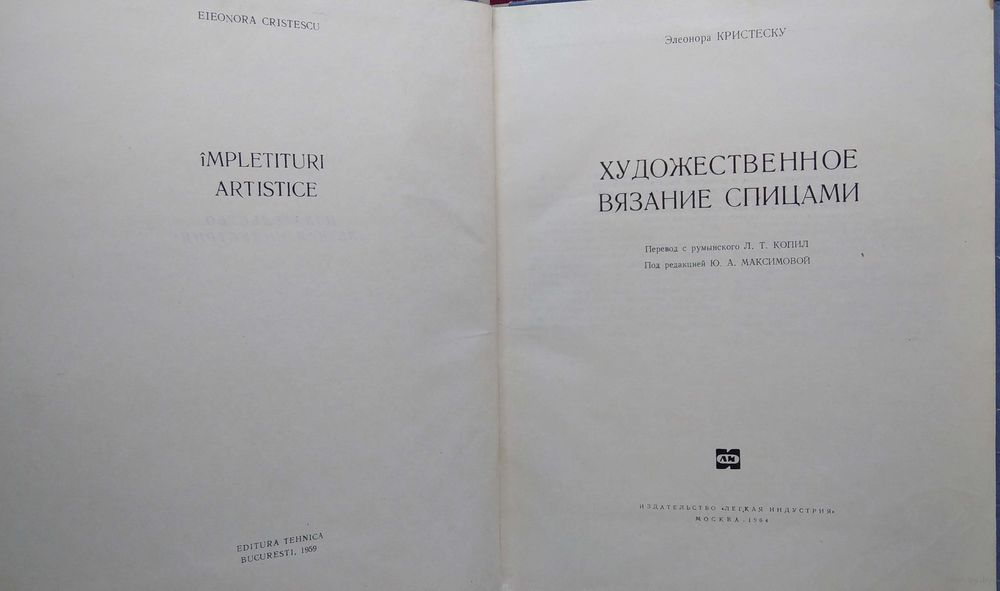 EIEONORA CRISTESCU
îMPLETITURI
ARTISTICE
EDITURA TEHNICA
BUCURESTI, 1959
Элеонора КРИСТЕСКУ
ХУДОЖЕСТВЕННОЕ
ВЯЗАНИЕ СПИЦАМИ
Перевод с румынского Л. Т. КОПИЛ
Под редакцией Ю. А. МАКСИМОВОЙ
ЛИ
ИЗДАТЕЛЬСТВО «ЛЕГКАЯ ИНДУСТРИЯ»
МОСКВА-1964